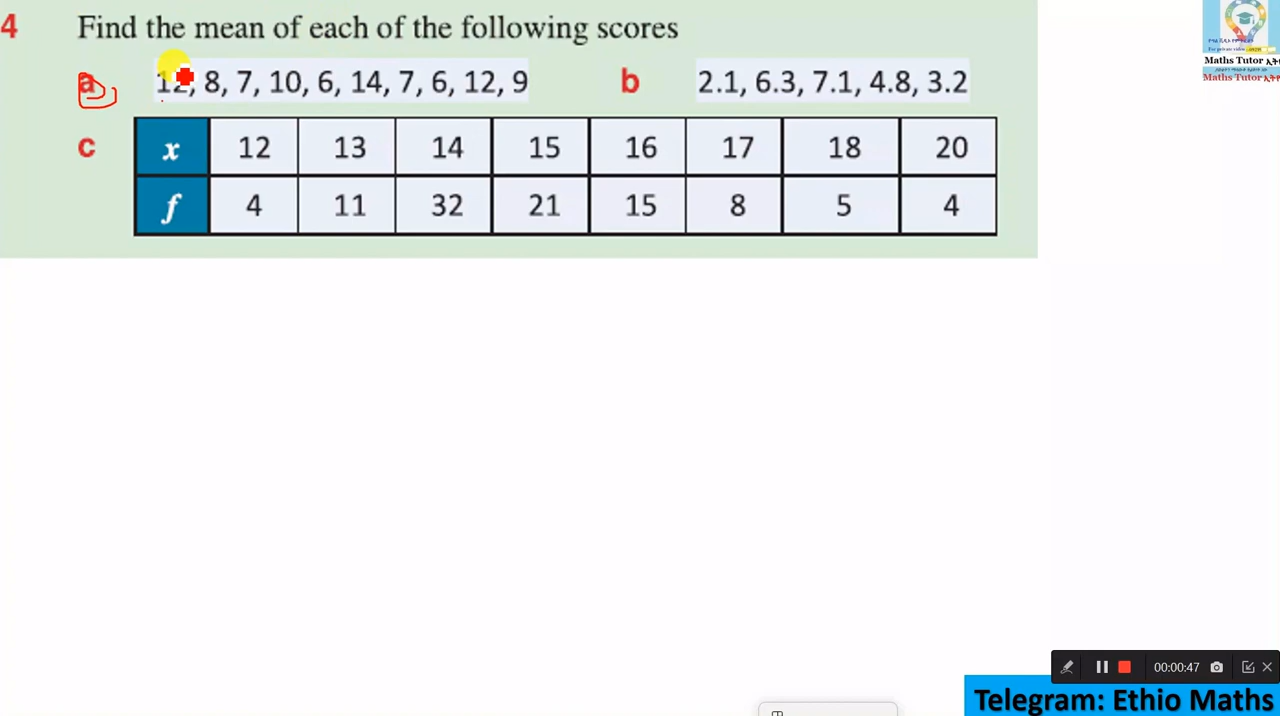 4 Find the mean of each of the following scores
a 12, 8, 7, 10, 6, 14, 7, 6, 12, 9 b 2.1, 6.3, 7.1, 4.8, 3.2
c x 12 13 14 15 16 17 18 20
f 4 11 32 21 15 8 5 4
Maths Tutor
Maths Tutor
00:00:47
Telegram: Ethio Maths